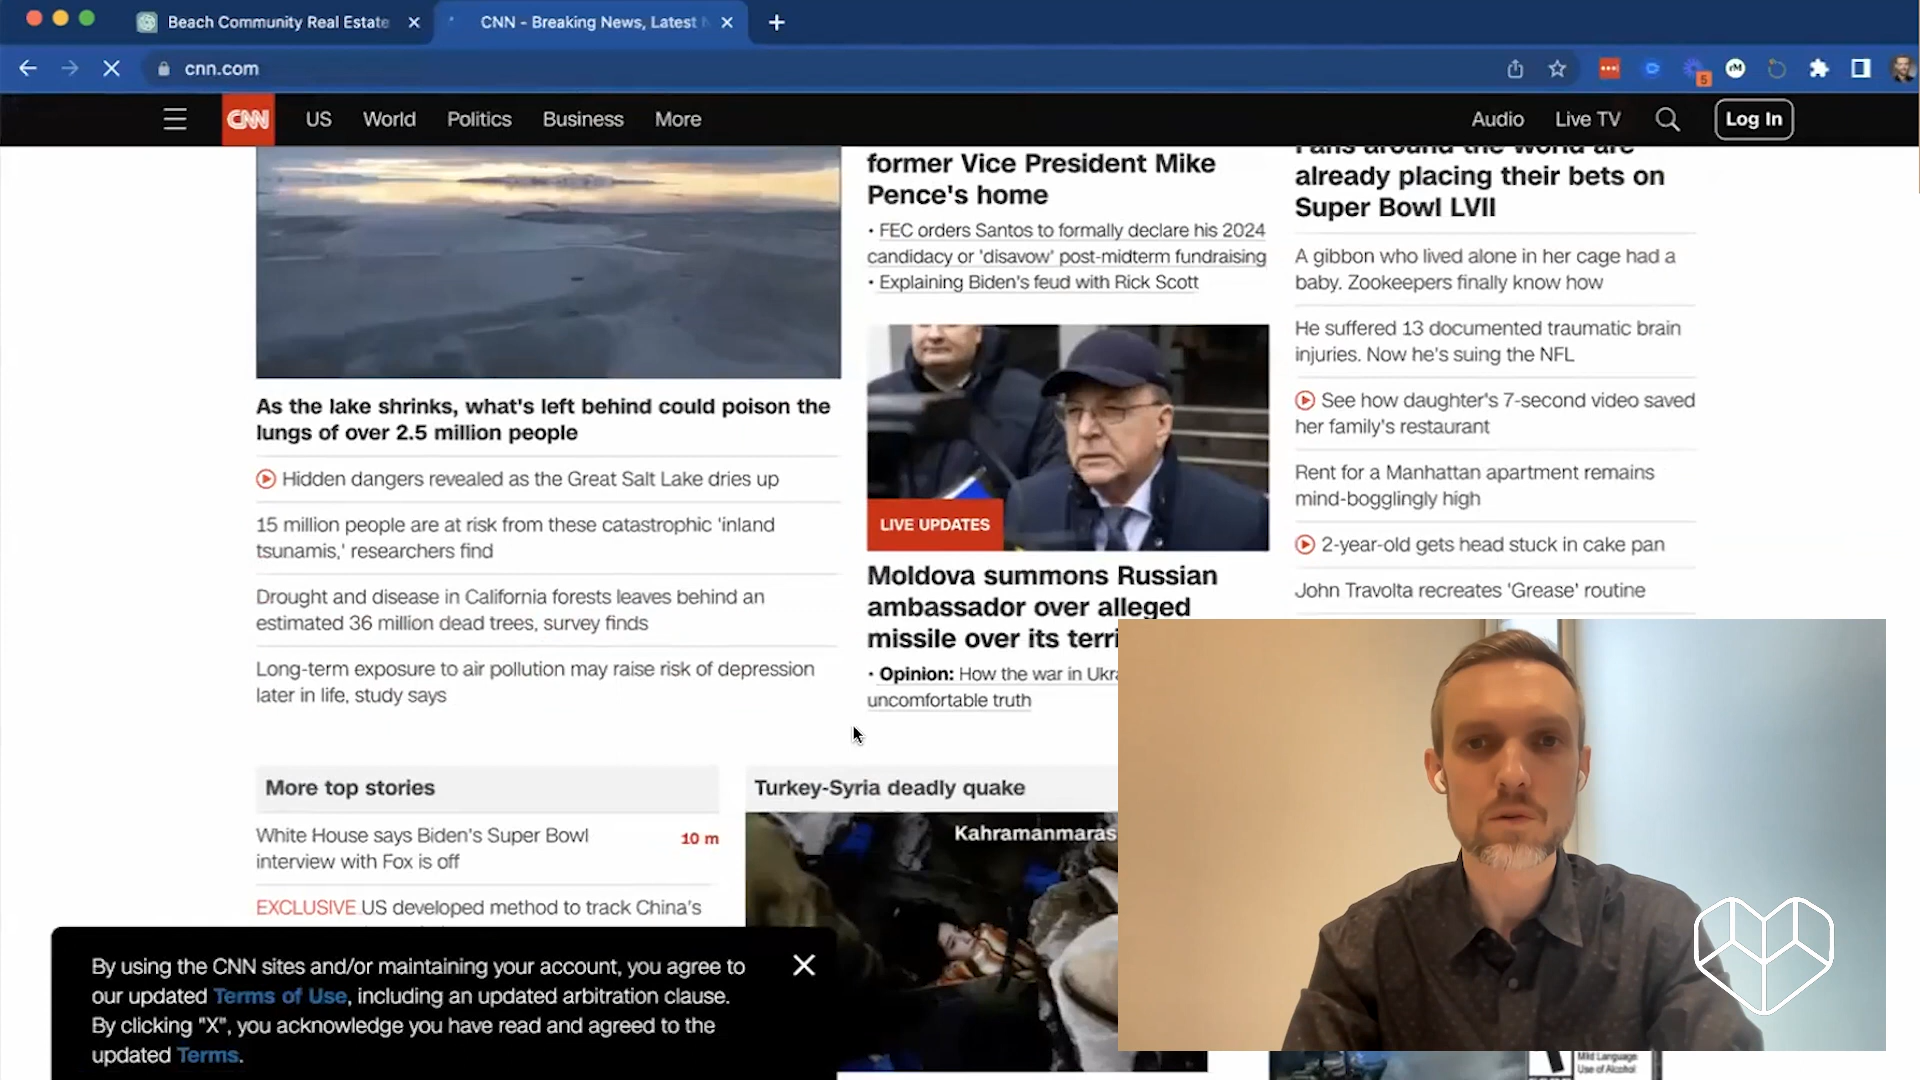 Beach Community Real Estate
CNN - Breaking News, Latest
cnn.com
5
CNN
US
World
Politics
Business
More
Audio
Live TV
Log In
As the lake shrinks, what's left behind could poison the
lungs of over 2.5 million people
Hidden dangers revealed as the Great Salt Lake dries up
15 million people are at risk from these catastrophic 'inland
tsunamis,' researchers find
Drought and disease in California forests leaves behind an
estimated 36 million dead trees, survey finds
Long-term exposure to air pollution may raise risk of depression
later in life, study says
former Vice President Mike
Pence's home
• FEC orders Santos to formally declare his 2024
candidacy or 'disavow' post-midterm fundraising
• Explaining Biden's feud with Rick Scott
LIVE UPDATES
Moldova summons Russian
ambassador over alleged
missile over its terri
• Opinion: How the war in Ukra
uncomfortable truth
Fans around the world are
already placing their bets on
Super Bowl LVII
A gibbon who lived alone in her cage had a
baby. Zookeepers finally know how
He suffered 13 documented traumatic brain
injuries. Now he's suing the NFL
See how daughter's 7-second video saved
her family's restaurant
Rent for a Manhattan apartment remains
mind-bogglingly high
2-year-old gets head stuck in cake pan
John Travolta recreates 'Grease' routine
More top stories
White House says Biden's Super Bowl
interview with Fox is off
10 m
EXCLUSIVE US developed method to track China's
Turkey-Syria deadly quake
Kahramanmaras
By using the CNN sites and/or maintaining your account, you agree to
our updated Terms of Use, including an updated arbitration clause.
By clicking "X", you acknowledge you have read and agreed to the
updated Terms.
Mild Language
Use of Alcohol